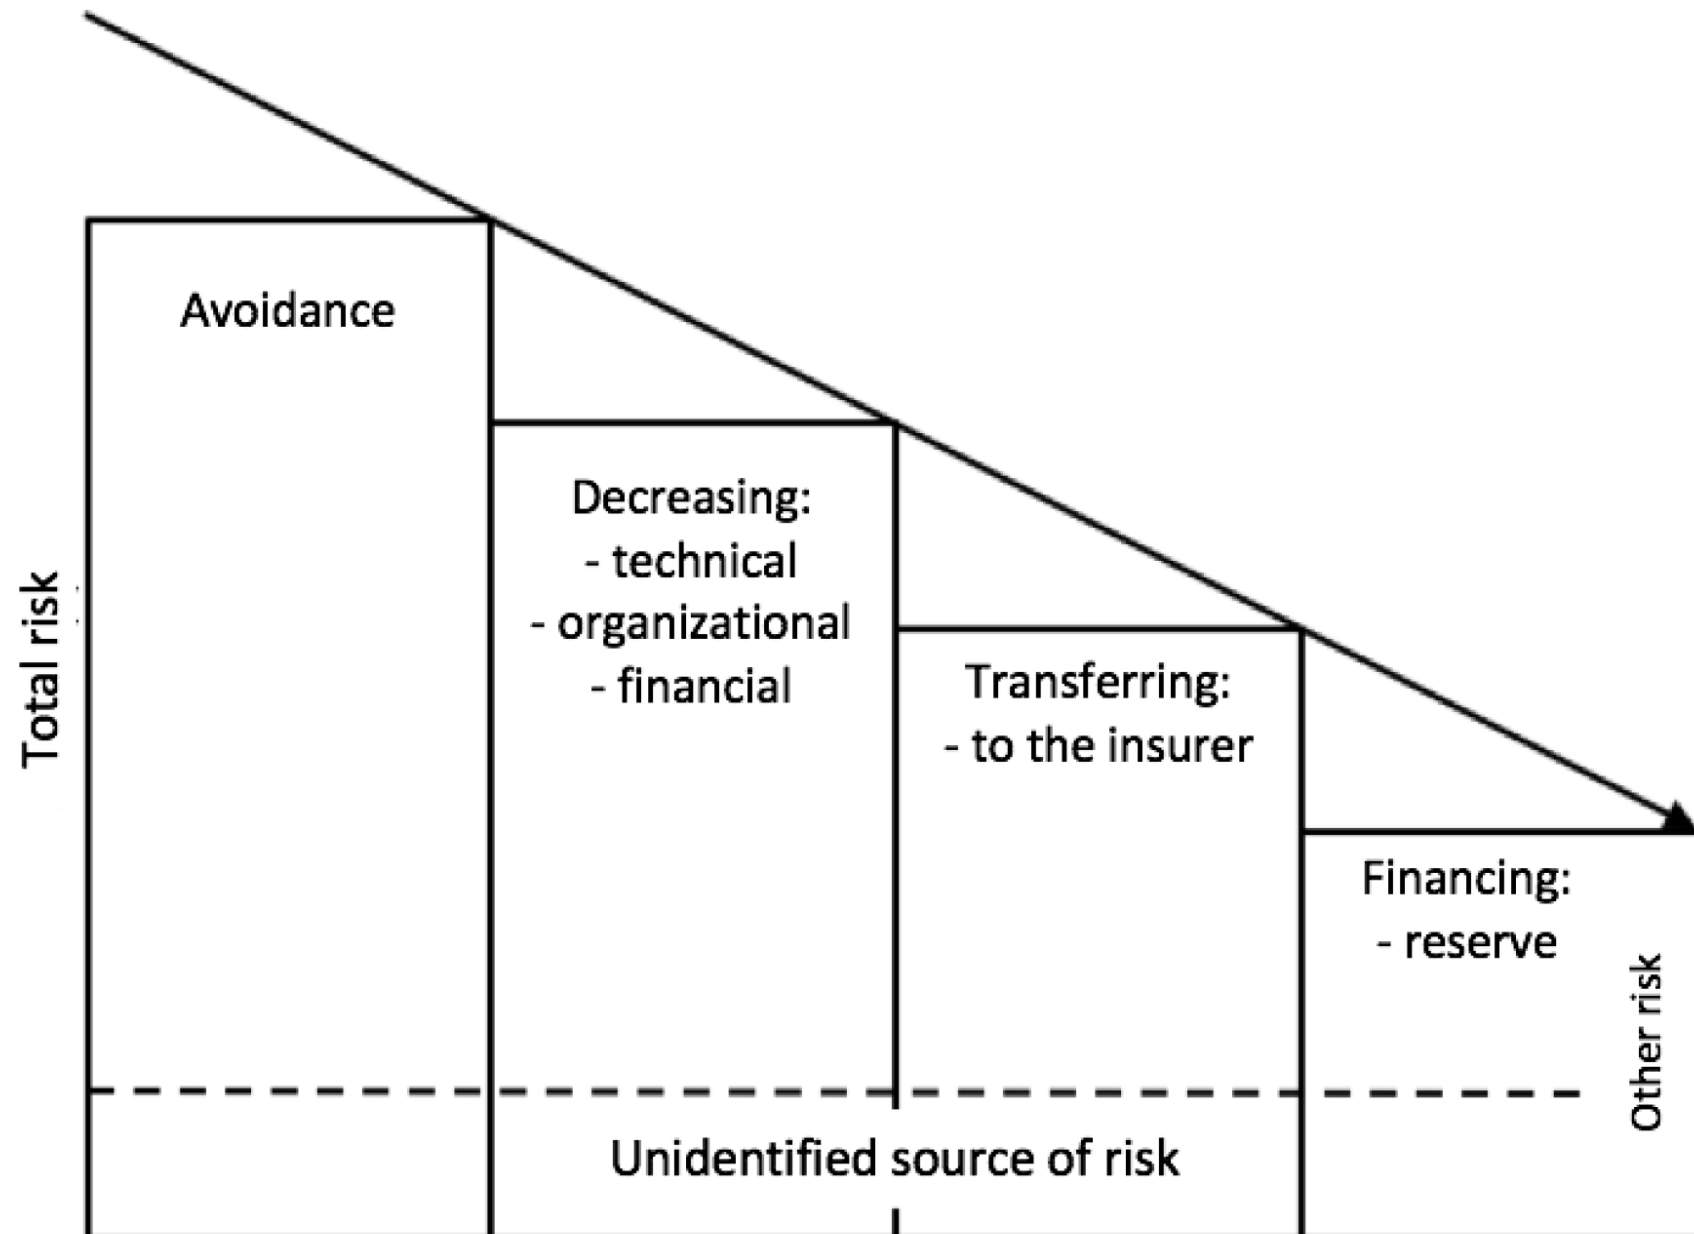 Total risk
Avoidance
Decreasing:
- technical
- organizational
- financial
Transferring:
- to the insurer
Financing:
- reserve
Other risk
Unidentified source of risk